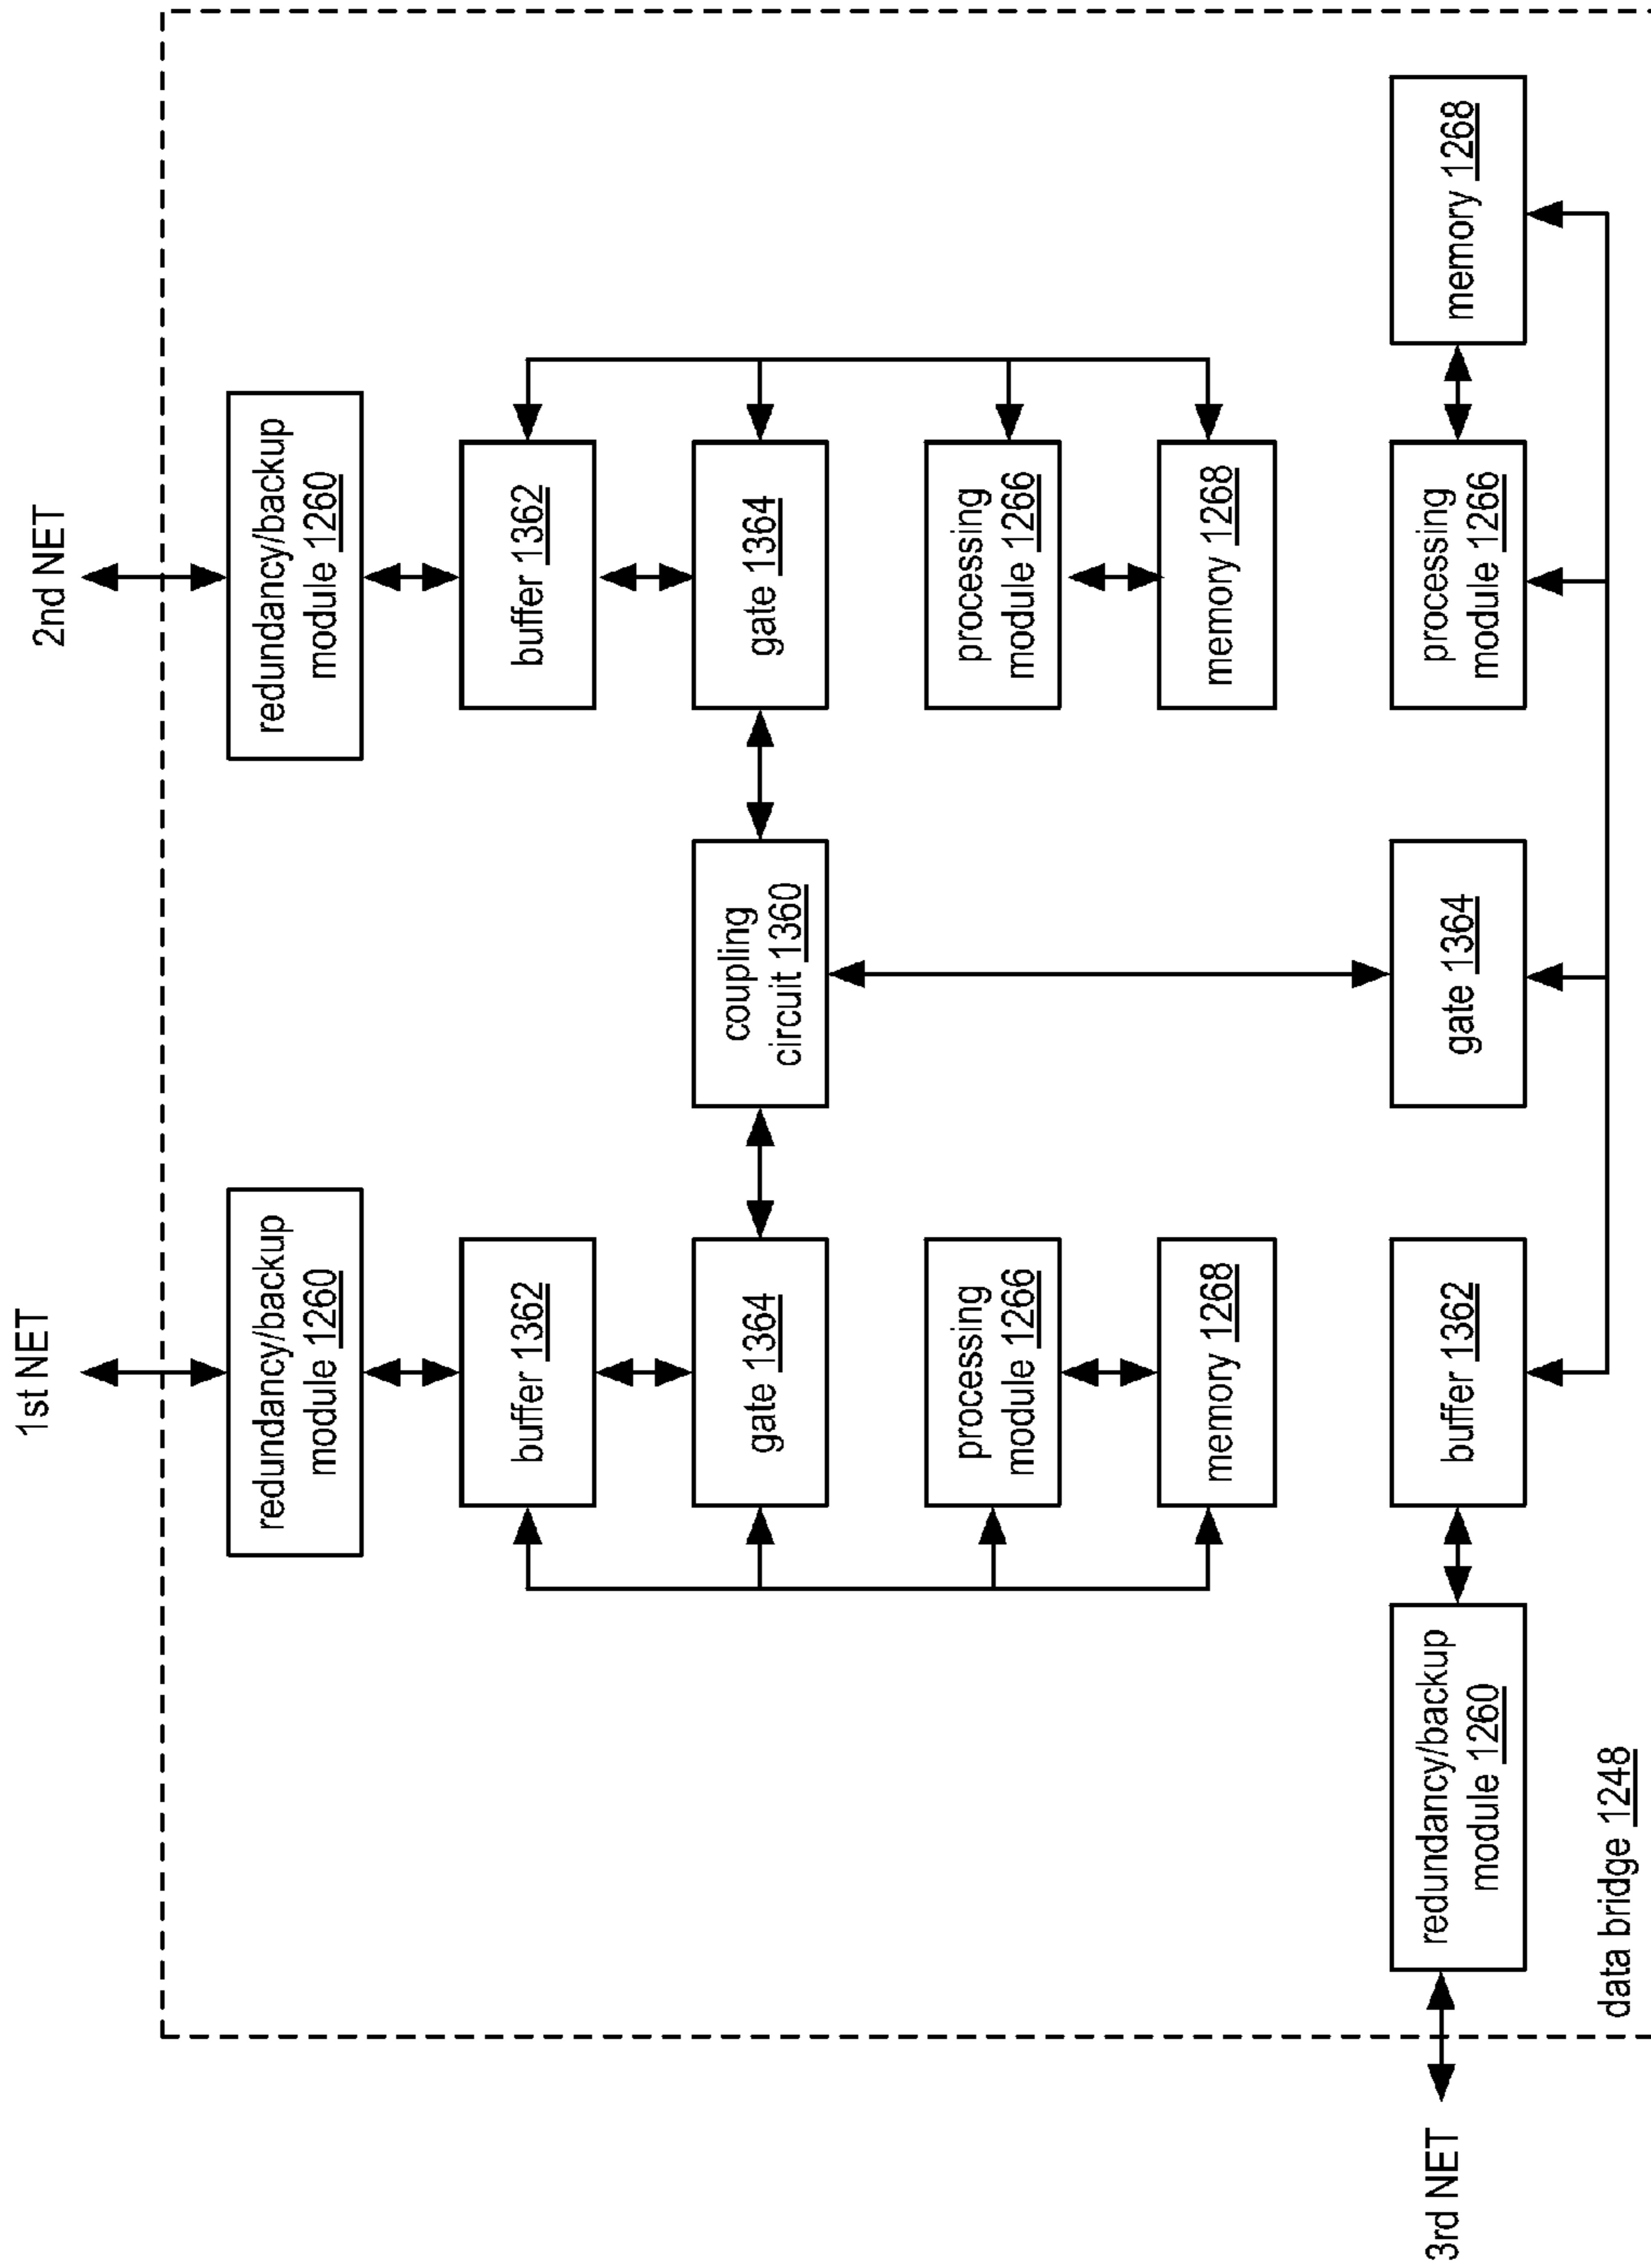 1st NET
2nd NET
redundancy/backup
module 1260
redundancy/backup
module 1260
buffer 1362
buffer 1362
gate 1364
coupling
circuit 1360
gate 1364
processing
module 1266
processing
module 1266
memory 1268
memory 1268
3rd NET
redundancy/backup
module 1260
buffer 1362
gate 1364
processing
module 1266
memory 1268
data bridge 1248